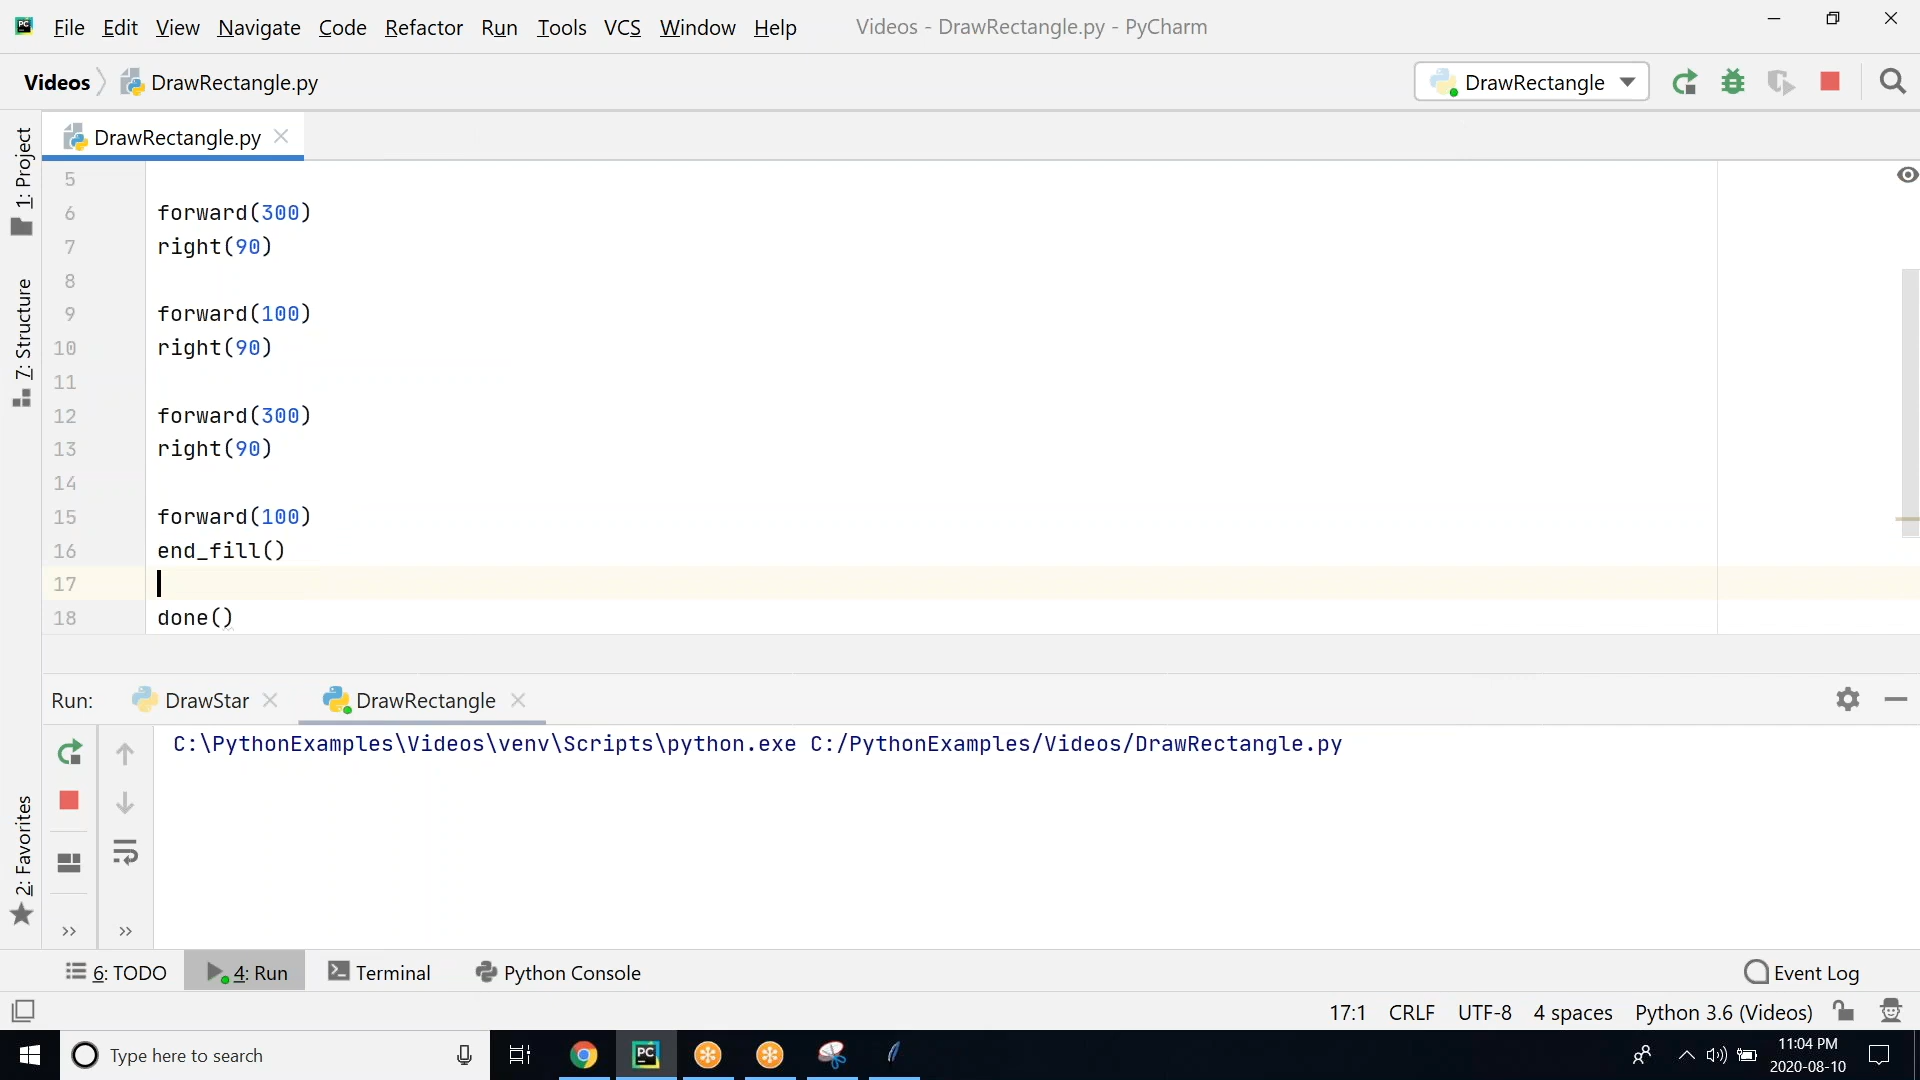 File Edit View Navigate Code Refactor Run Tools VCS Window Help Videos - DrawRectangle.py - PyCharm
Videos DrawRectangle.py DrawRectangle
DrawRectangle.py
1: Project
7: Structure
2: Favorites
5
6 forward(300)
7 right(90)
8
9 forward(100)
10 right(90)
11
12 forward(300)
13 right(90)
14
15 forward(100)
16 end_fill()
17
18 done()
Run: DrawStar DrawRectangle
C:\PythonExamples\Videos\venv\Scripts\python.exe C:/PythonExamples/Videos/DrawRectangle.py
6: TODO 4: Run Terminal Python Console Event Log
17:1 CRLF UTF-8 4 spaces Python 3.6 (Videos)
PC
Type here to search
11:04 PM
2020-08-10